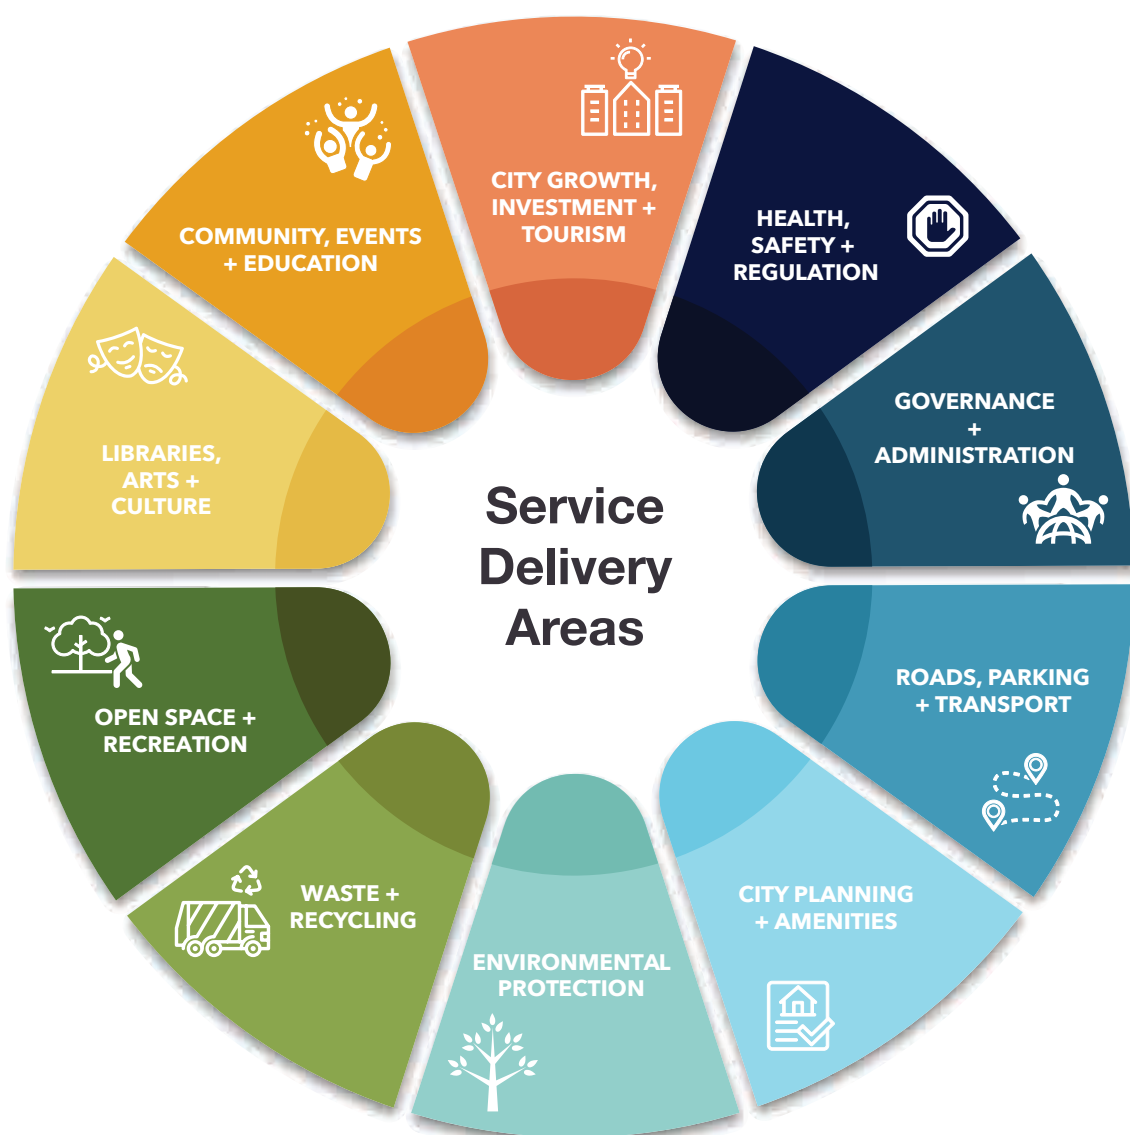 CITY GROWTH,
INVESTMENT +
TOURISM
HEALTH,
SAFETY +
REGULATION
GOVERNANCE
+
ADMINISTRATION
ROADS, PARKING
+ TRANSPORT
CITY PLANNING
+ AMENITIES
ENVIRONMENTAL
PROTECTION
WASTE +
RECYCLING
OPEN SPACE +
RECREATION
LIBRARIES,
ARTS +
CULTURE
COMMUNITY, EVENTS
+ EDUCATION
Service
Delivery
Areas